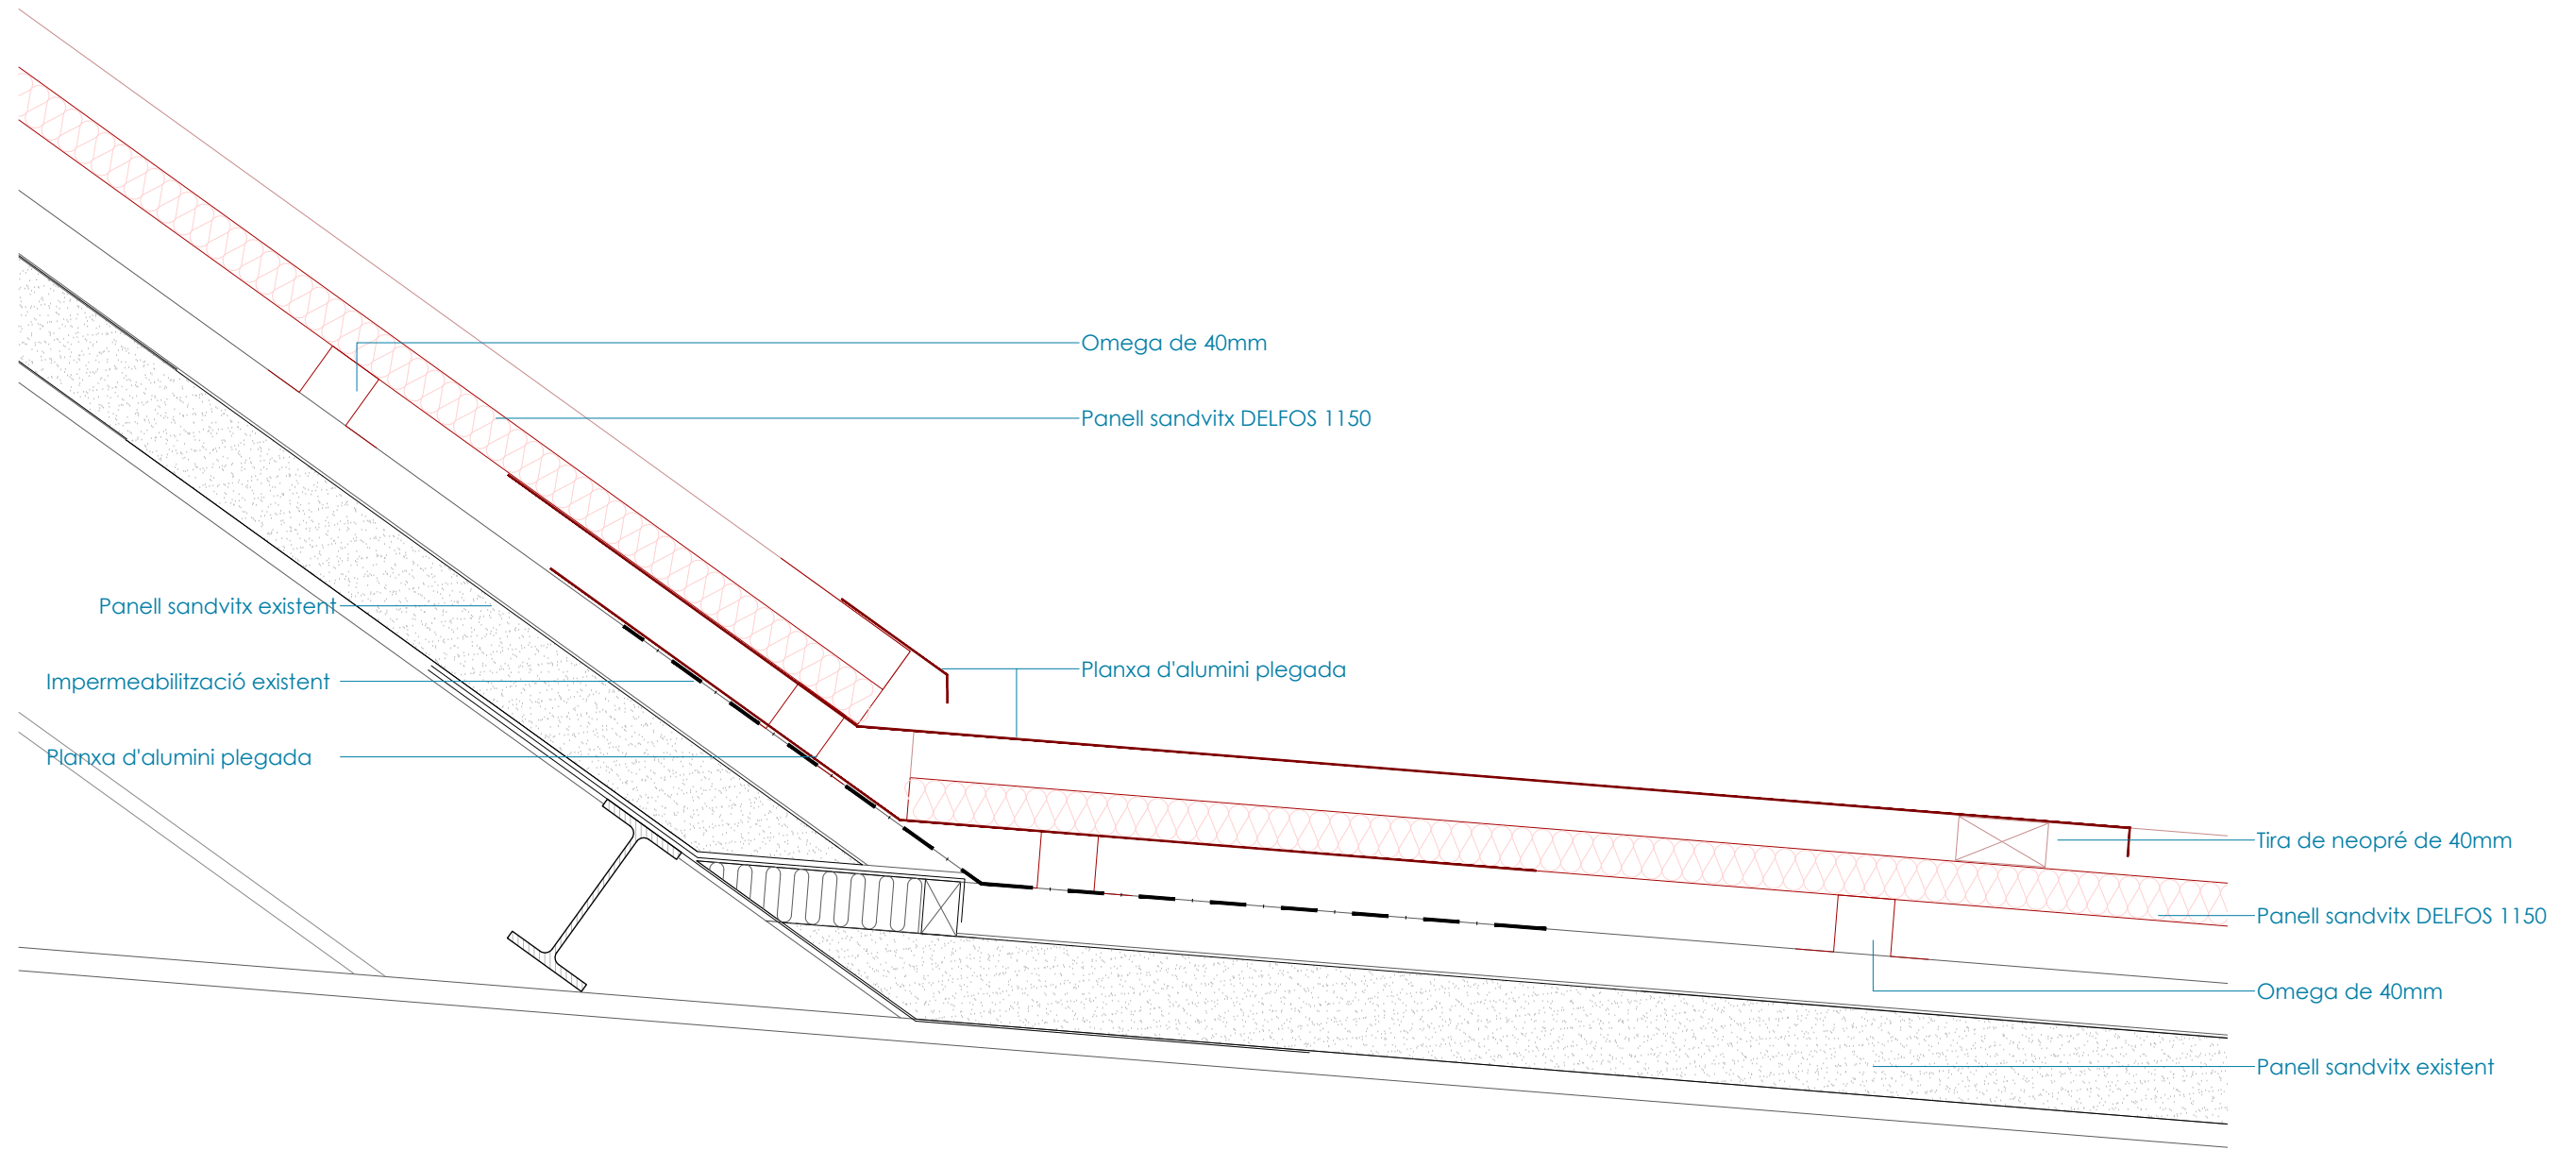 Omega de 40mm
Panell sandvitx DELFOS 1150
Panell sandvitx existent
Impermeabilització existent
Planxa d'alumini plegada
Planxa d'alumini plegada
Tira de neopré de 40mm
Panell sandvitx DELFOS 1150
Omega de 40mm
Panell sandvitx existent